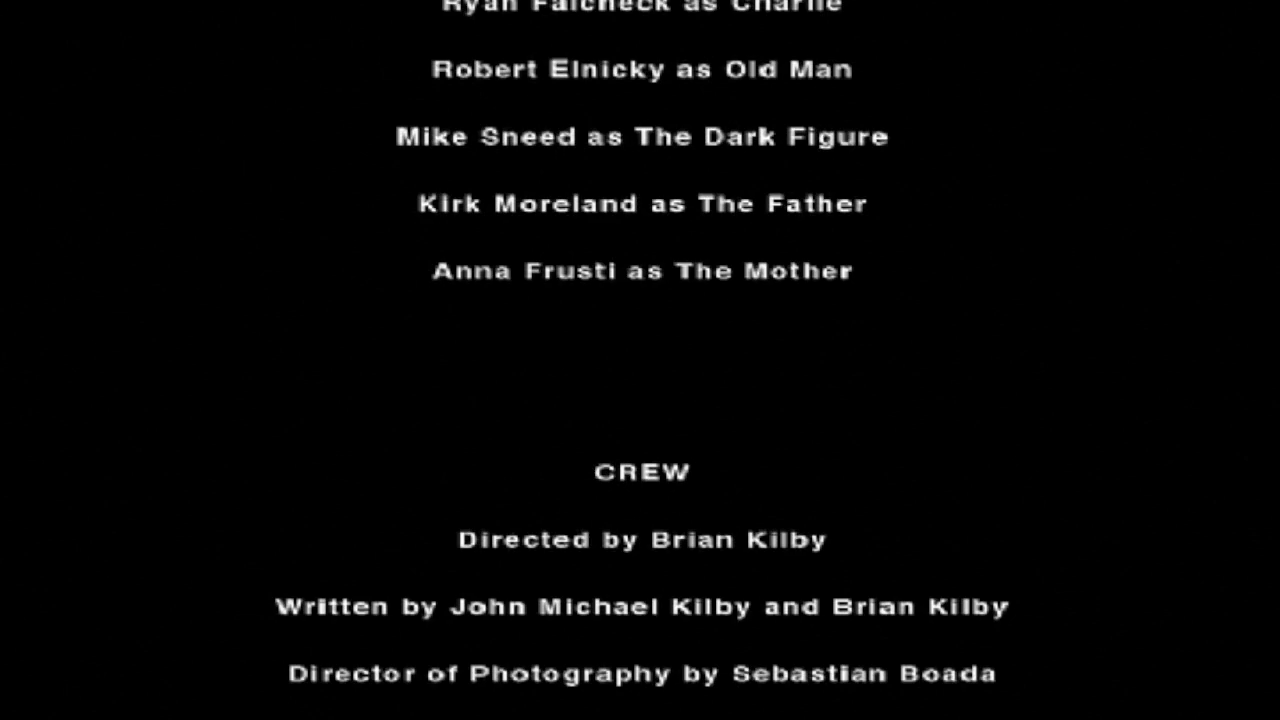 Ryan Falcheck as Charlie
Robert Elnicky as Old Man
Mike Sneed as The Dark Figure
Kirk Moreland as The Father
Anna Frusti as The Mother
CREW
Directed by Brian Kilby
Written by John Michael Kilby and Brian Kilby
Director of Photography by Sebastian Boada